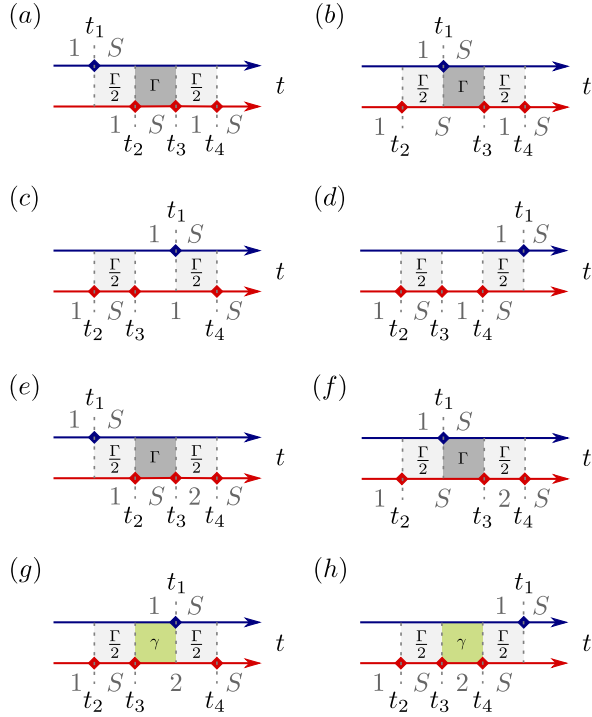 (a) t₁ (b) t₁
1 S 1 S
Γ/2 Γ Γ/2 t Γ/2 Γ Γ/2 t
1 S 1 S 1 S 1 S
t₂ t₃ t₄ t₂ t₃ t₄
(c) t₁ (d) t₁
1 S 1 S
Γ/2 Γ/2 t Γ/2 Γ/2 t
1 S 1 S 1 S 1 S
t₂ t₃ t₄ t₂ t₃ t₄
(e) t₁ (f) t₁
1 S 1 S
Γ/2 Γ Γ/2 t Γ/2 Γ Γ/2 t
1 S 2 S 1 S 2 S
t₂ t₃ t₄ t₂ t₃ t₄
(g) t₁ (h) t₁
1 S 1 S
Γ/2 γ Γ/2 t Γ/2 γ Γ/2 t
1 S 2 S 1 S 2 S
t₂ t₃ t₄ t₂ t₃ t₄